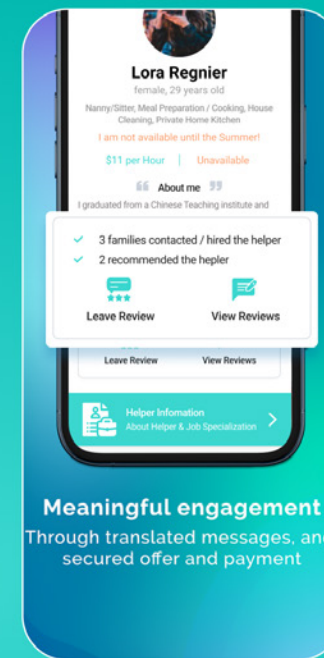 Lora Regnier
female, 29 years old
Nanny/Sitter, Meal Preparation / Cooking, House
Cleaning, Private Home Kitchen
I am not available until the Summer!
$11 per Hour | Unavailable
About me
I graduated from a Chinese Teaching institute and
3 families contacted / hired the helper
2 recommended the hepler
Leave Review View Reviews
Leave Review View Reviews
Helper Infomation
About Helper & Job Specialization
Meaningful engagement
Through translated messages, and
secured offer and payment